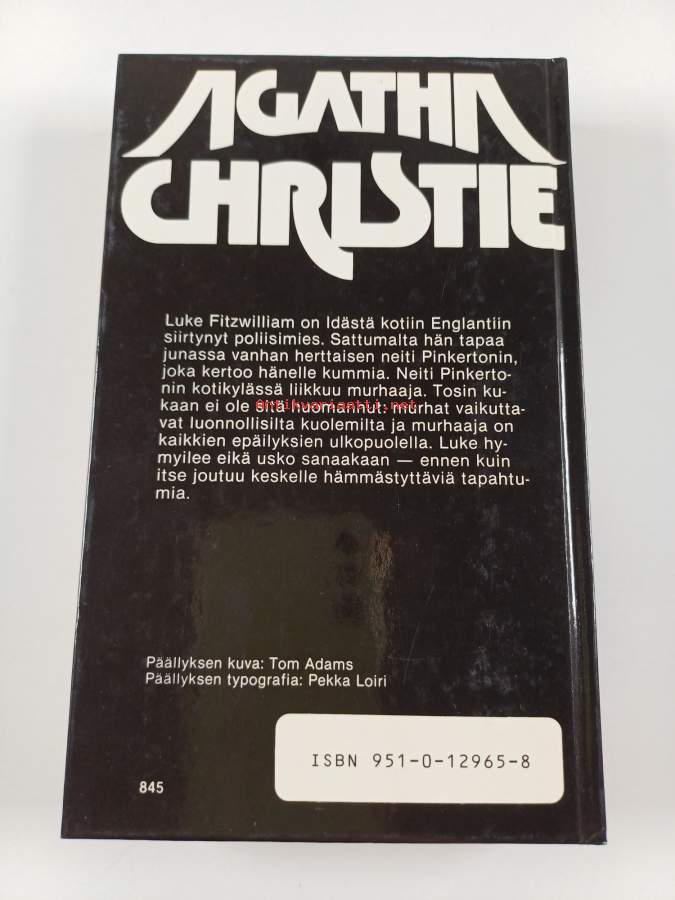 AGATHA
CHRISTIE
Luke Fitzwilliam on Idästä kotiin Englantiin
siirtynyt poliisimies. Sattumalta hän tapaa
junassa vanhan herttaisen neiti Pinkertonin,
joka kertoo hänelle kummia. Neiti Pinkerto-
nin kotikylässä liikkuu murhaaja. Tosin ku-
kaan ei ole sitä huomannut: murhat vaikutta-
antikvariaatti.net
vat luonnollisilta kuolemilta ja murhaaja on
kaikkien epäilyksien ulkopuolella. Luke hy-
myilee eikä usko sanaakaan — ennen kuin
itse joutuu keskelle hämmästyttäviä tapahtu-
mia.
Päällyksen kuva: Tom Adams
Päällyksen typografia: Pekka Loiri
ISBN 951-0-12965-8
845